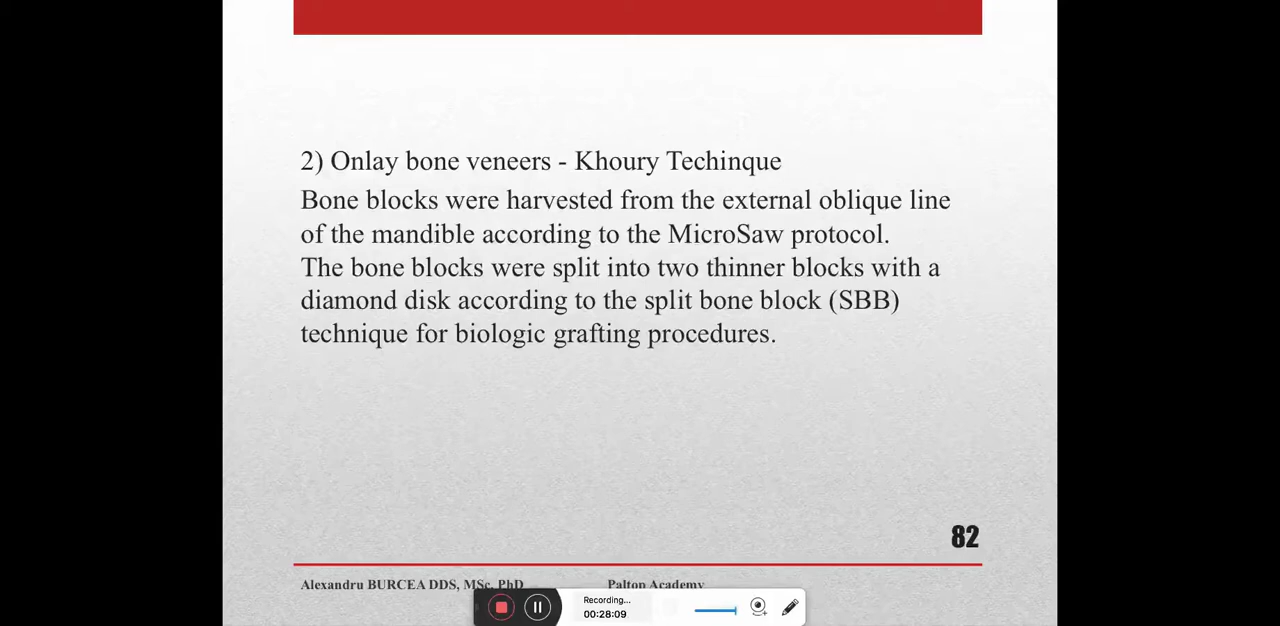 2) Onlay bone veneers - Khoury Techinque
Bone blocks were harvested from the external oblique line
of the mandible according to the MicroSaw protocol.
The bone blocks were split into two thinner blocks with a
diamond disk according to the split bone block (SBB)
technique for biologic grafting procedures.
82
Alexandru BURCEA DDS, MSc, PhD Palton Academy
Recording...
00:28:09